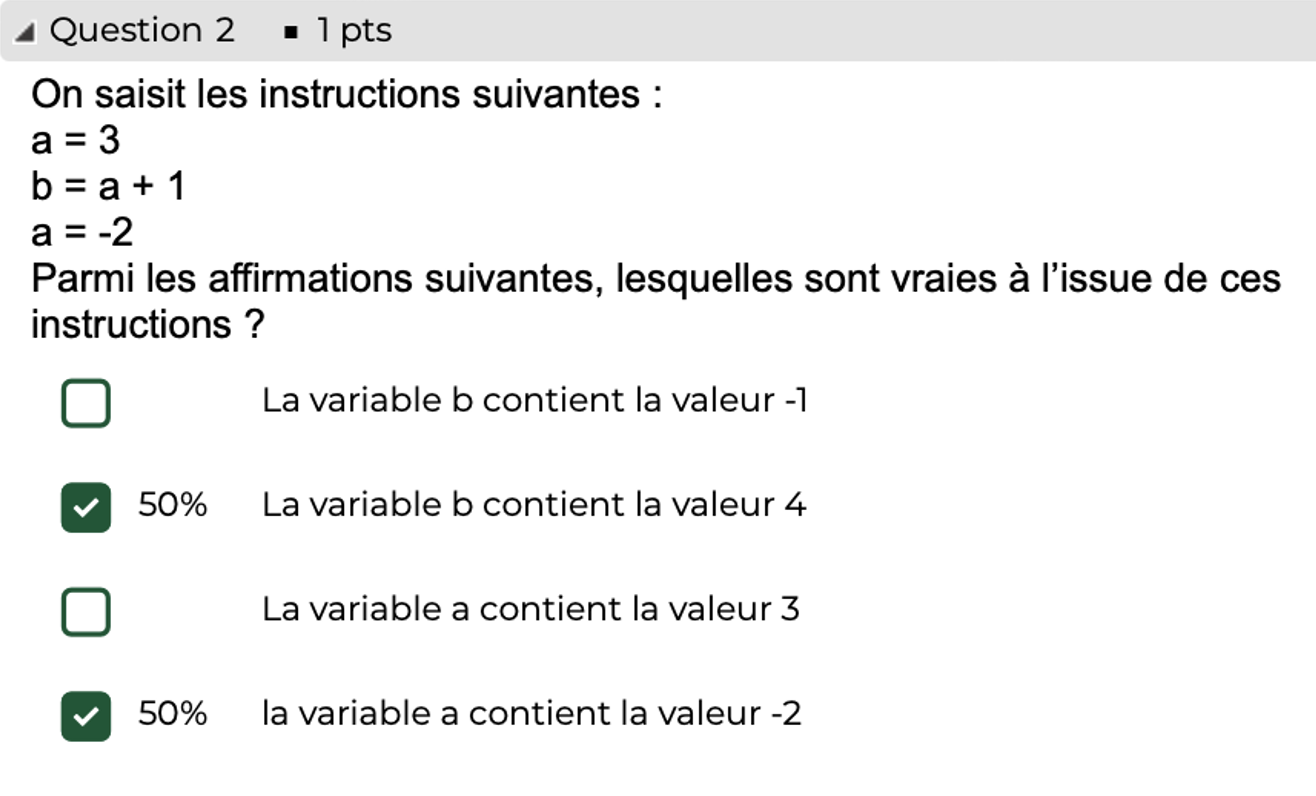 Question 2 ▪ 1 pts
On saisit les instructions suivantes :
a = 3
b = a + 1
a = -2
Parmi les affirmations suivantes, lesquelles sont vraies à l’issue de ces
instructions ?
La variable b contient la valeur -1
50% La variable b contient la valeur 4
La variable a contient la valeur 3
50% la variable a contient la valeur -2